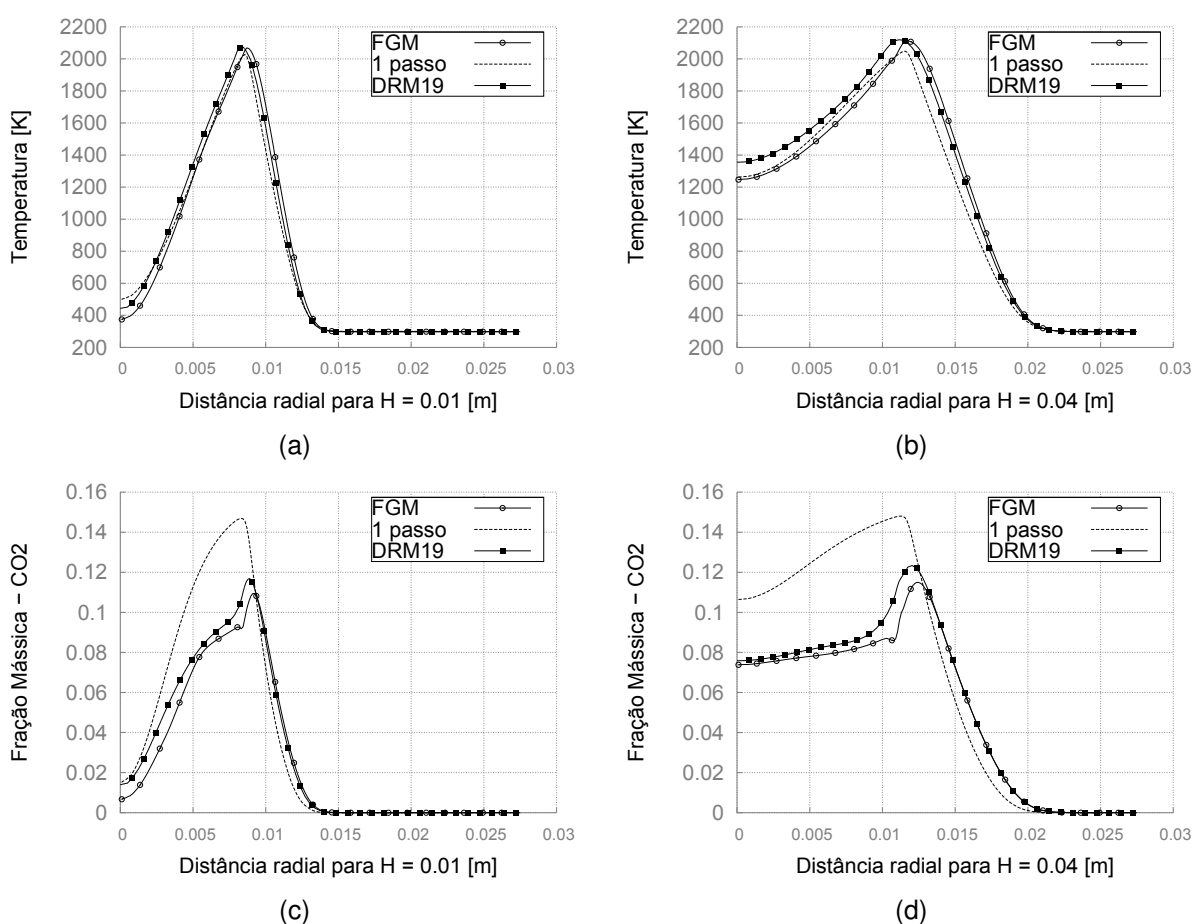 2200
2000
1800
1600
1400
1200
1000
800
600
400
200
Temperatura [K]
FGM
1 passo
DRM19
0 0.005 0.01 0.015 0.02 0.025 0.03
Distância radial para H = 0.01 [m]
(a)
2200
2000
1800
1600
1400
1200
1000
800
600
400
200
Temperatura [K]
FGM
1 passo
DRM19
0 0.005 0.01 0.015 0.02 0.025 0.03
Distância radial para H = 0.04 [m]
(b)
0.16
0.14
0.12
0.1
0.08
0.06
0.04
0.02
0
Fração Mássica − CO2
FGM
1 passo
DRM19
0 0.005 0.01 0.015 0.02 0.025 0.03
Distância radial para H = 0.01 [m]
(c)
0.16
0.14
0.12
0.1
0.08
0.06
0.04
0.02
0
Fração Mássica − CO2
FGM
1 passo
DRM19
0 0.005 0.01 0.015 0.02 0.025 0.03
Distância radial para H = 0.04 [m]
(d)